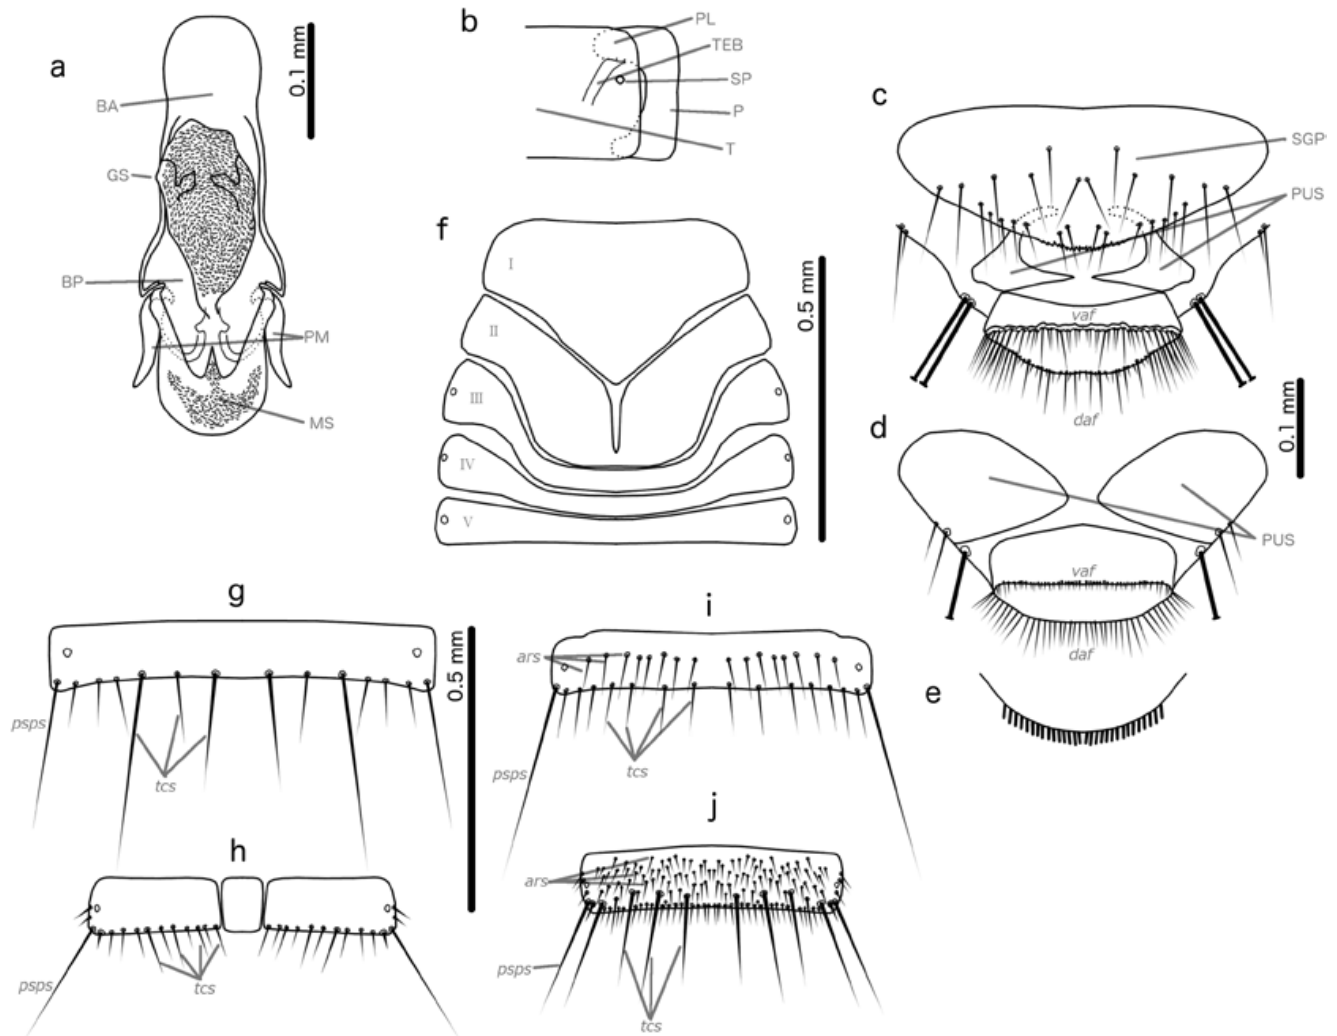 a
BA
GS
BP
PM
MS
0.1 mm
b
PL
TEB
SP
P
T
c
SGP
PUS
vaf
daf
0.1 mm
d
PUS
vaf
daf
e
f
I
II
III
IV
V
0.5 mm
g
psps
tcs
0.5 mm
h
psps
tcs
i
ars
psps
tcs
j
ars
psps
tcs